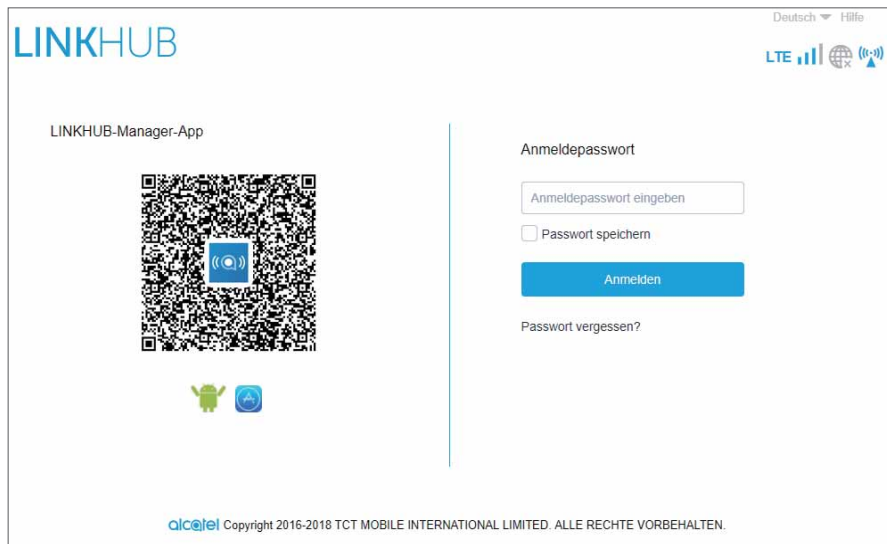 Deutsch Hilfe
LINKHUB
LTE
LINKHUB-Manager-App
Anmeldepasswort
Anmeldepasswort eingeben
Passwort speichern
Anmelden
Passwort vergessen?
alcatel Copyright 2016-2018 TCT MOBILE INTERNATIONAL LIMITED. ALLE RECHTE VORBEHALTEN.